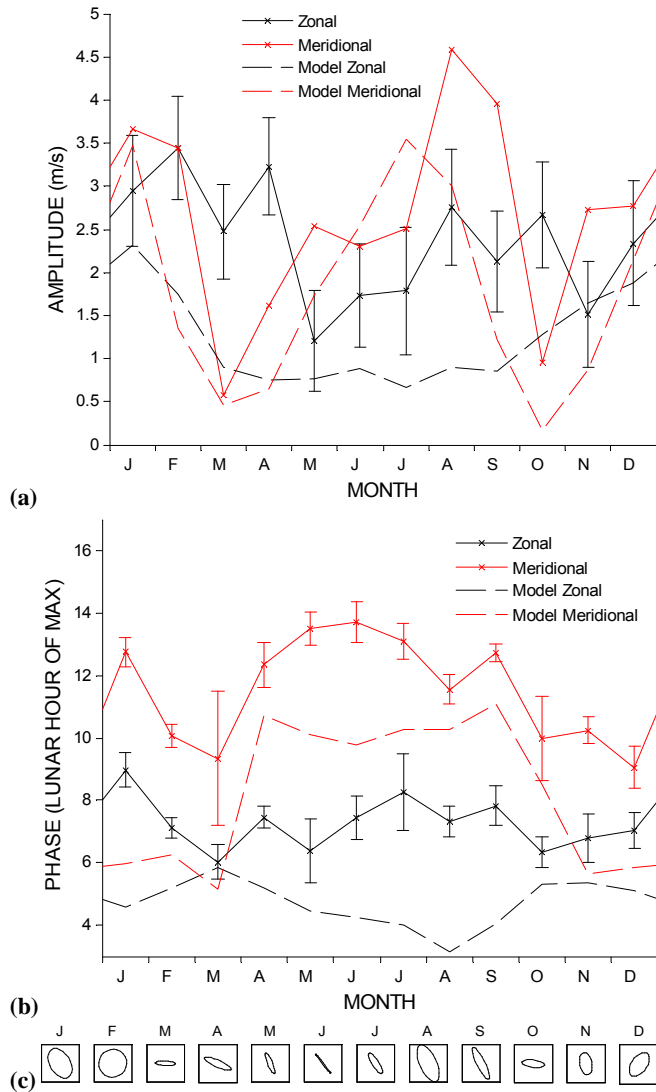 5
4.5
4
3.5
3
2.5
2
1.5
1
0.5
0
AMPLITUDE (m/s)
Zonal
Meridional
Model Zonal
Model Meridional
J F M A M J J A S O N D
MONTH
(a)
16
14
12
10
8
6
4
PHASE (LUNAR HOUR OF MAX)
Zonal
Meridional
Model Zonal
Model Meridional
J F M A M J J A S O N D
MONTH
(b)
J F M A M J J A S O N D
(c)